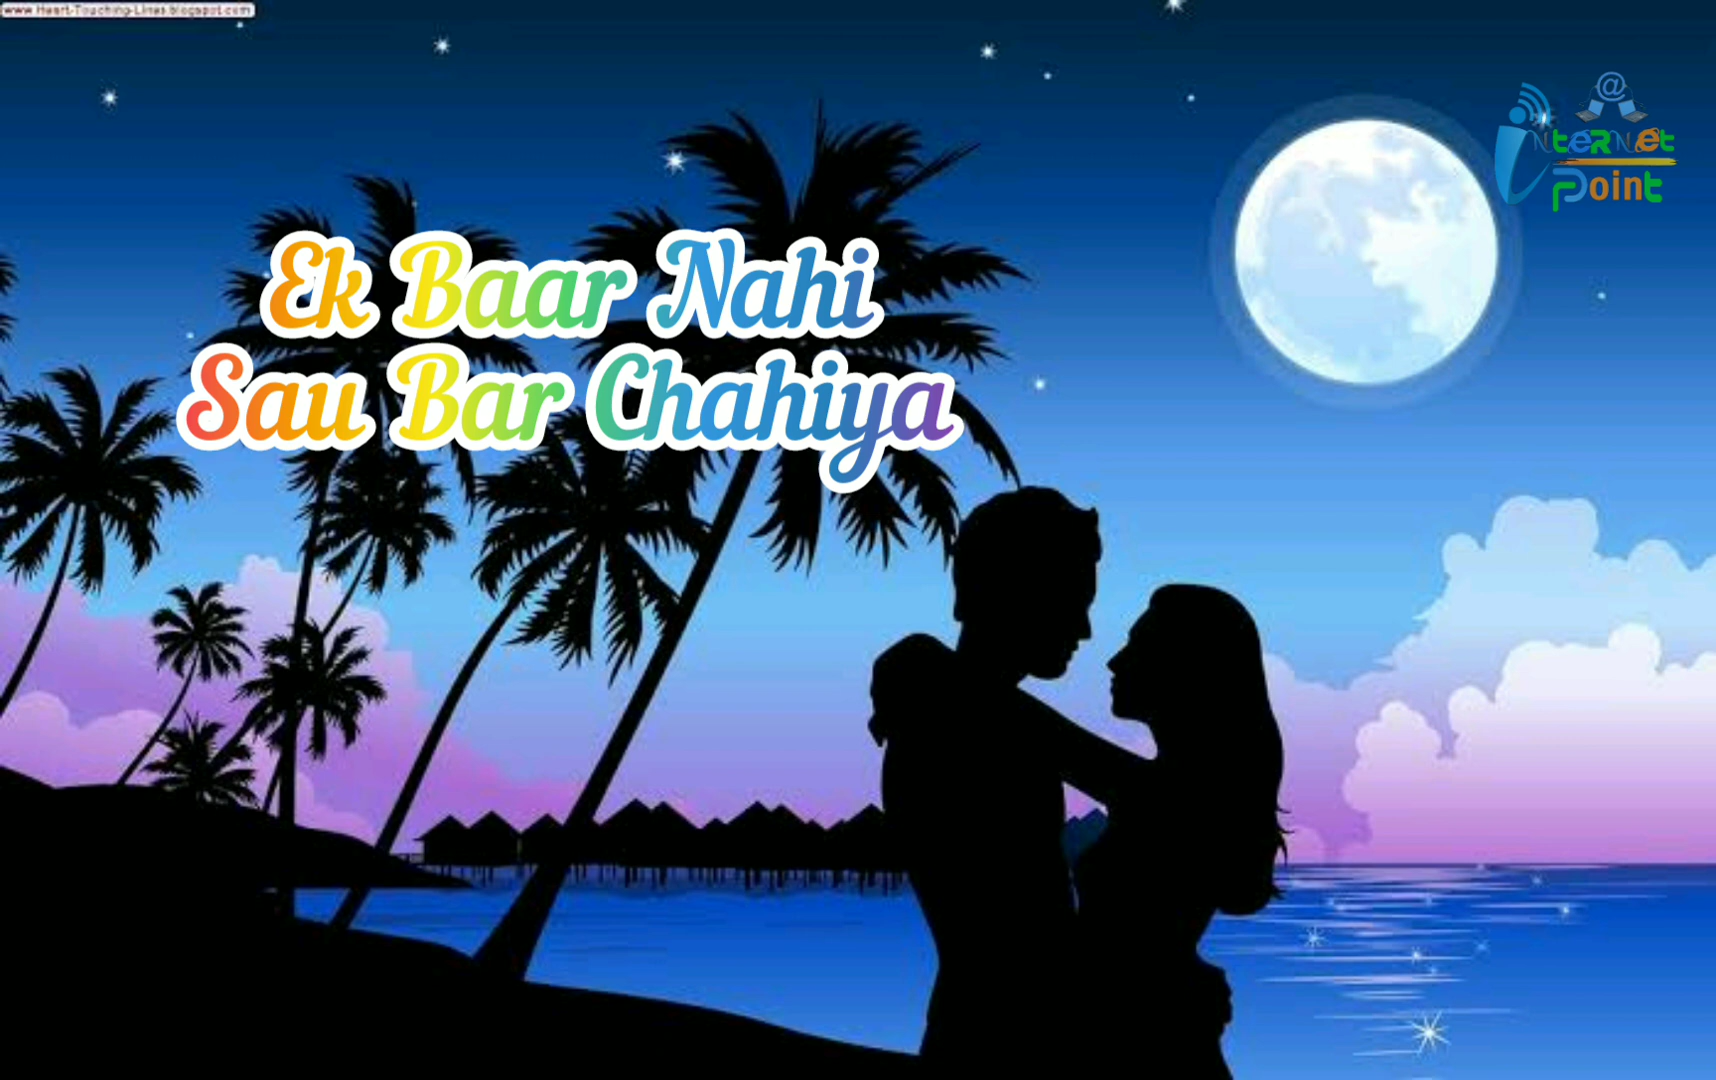 www.Heart-Touching-Lines.blogspot.com
@
internet
Point
Ek Baar Nahi
Sau Bar Chahiya